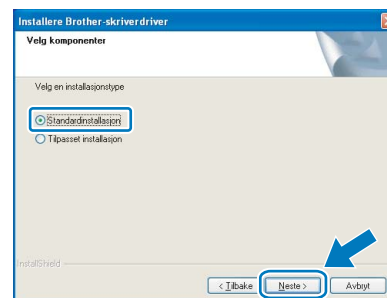 Installere Brother-skriverdriver
Velg komponenter
Velg en installasjonstype
Standardinstallasjon
Tilpasset installasjon
InstallShield
< Tilbake
Neste >
Avbryt